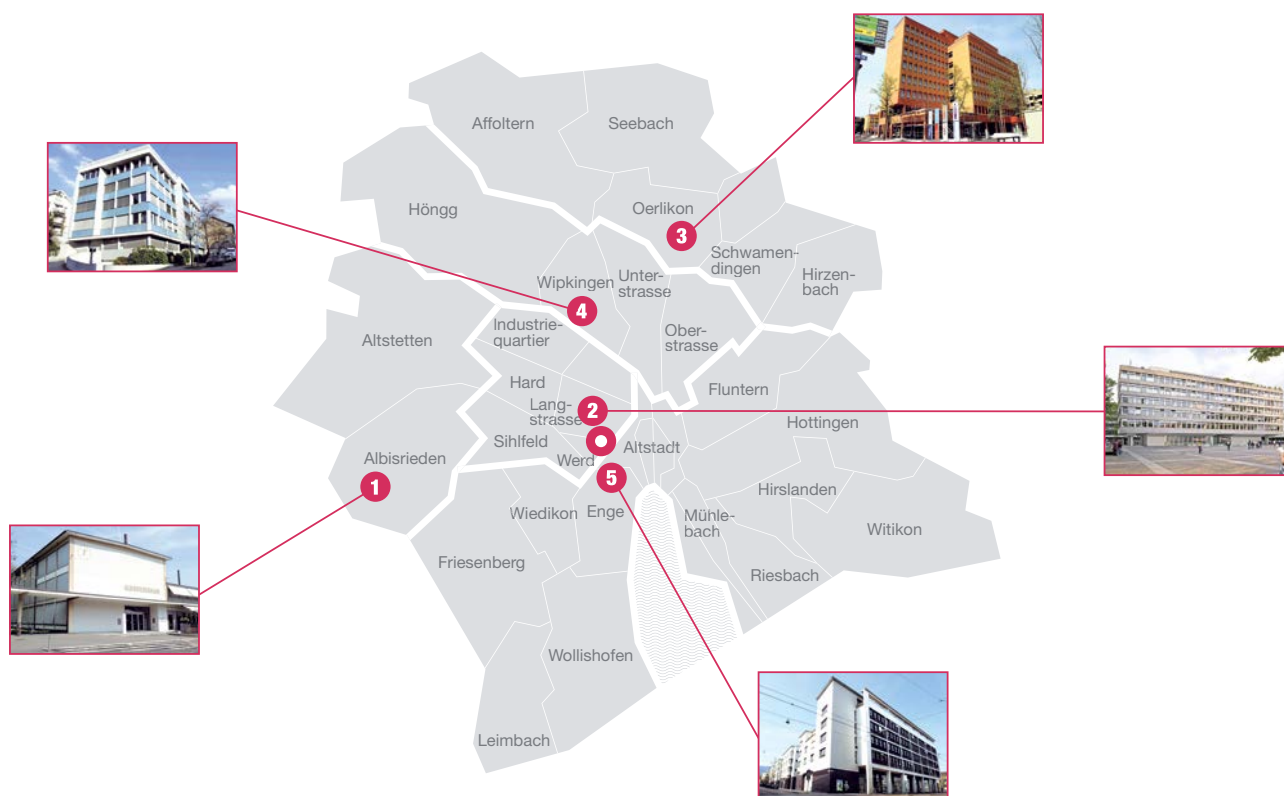 Affoltern
Seebach
Höngg
Oerlikon
3
Schwamen-
dingen
Hirzen-
bach
Wipkingen
4
Unter-
strasse
Ober-
strasse
Industrie-
quartier
Altstetten
Hard
Fluntern
Lang-
strasse
2
Hottingen
Sihlfeld
Werd
Altstadt
Albisrieden
1
5
Enge
Wiedikon
Hirslanden
Mühle-
bach
Witikon
Friesenberg
Riesbach
Wollishofen
Leimbach